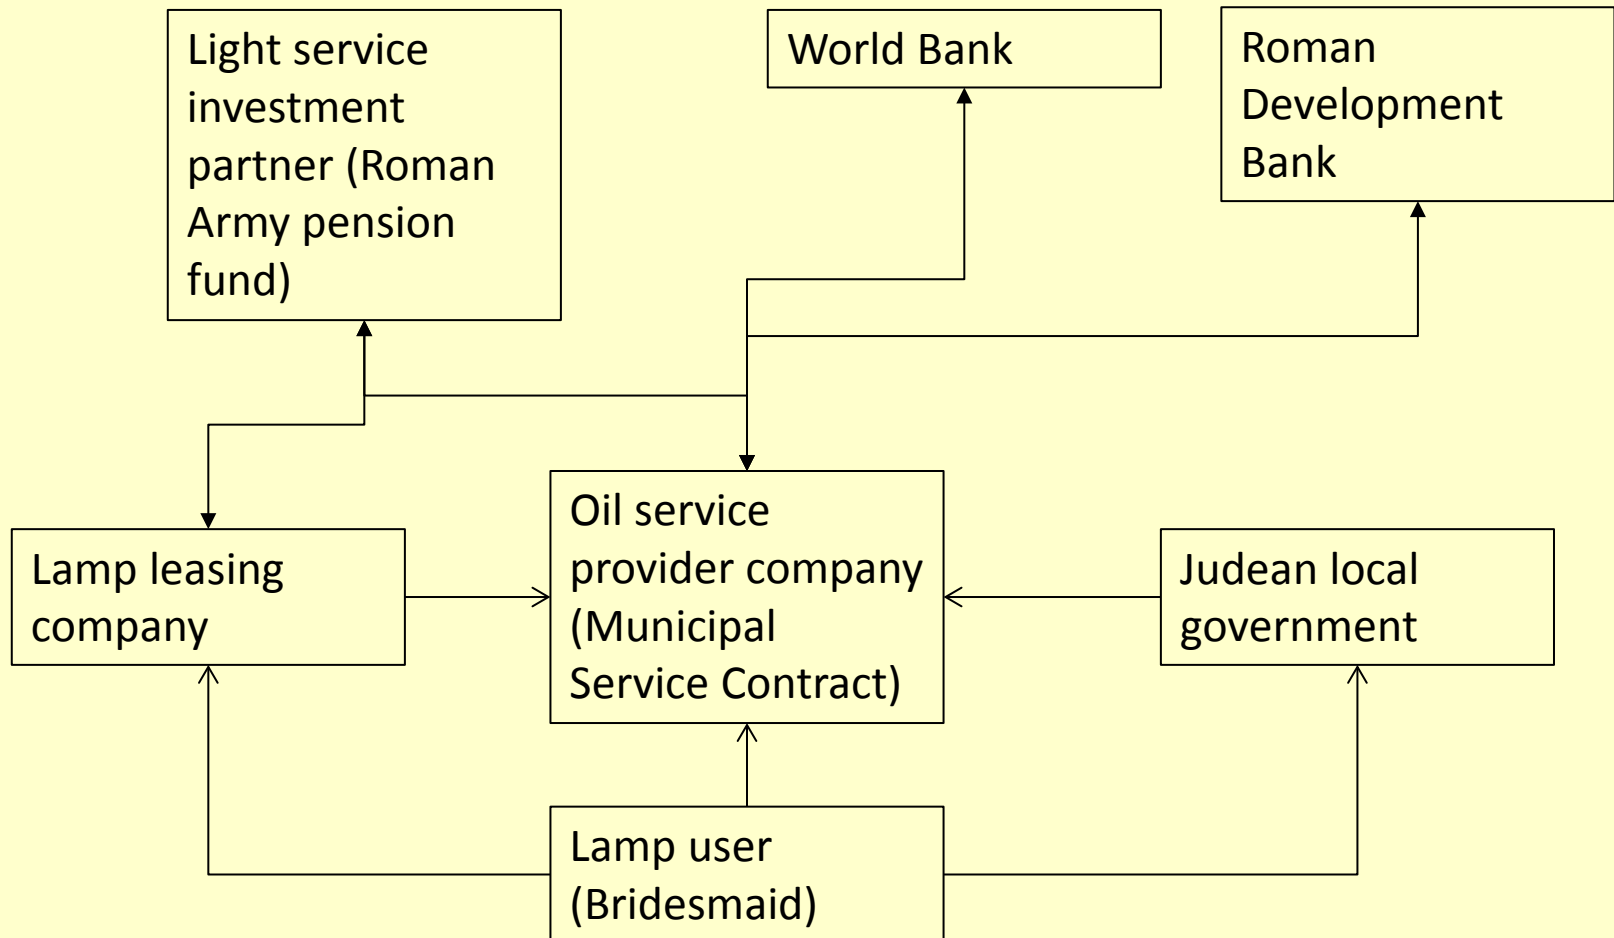 Light service
investment
partner (Roman
Army pension
fund)
World Bank
Roman
Development
Bank
Lamp leasing
company
Oil service
provider company
(Municipal
Service Contract)
Judean local
government
Lamp user
(Bridesmaid)